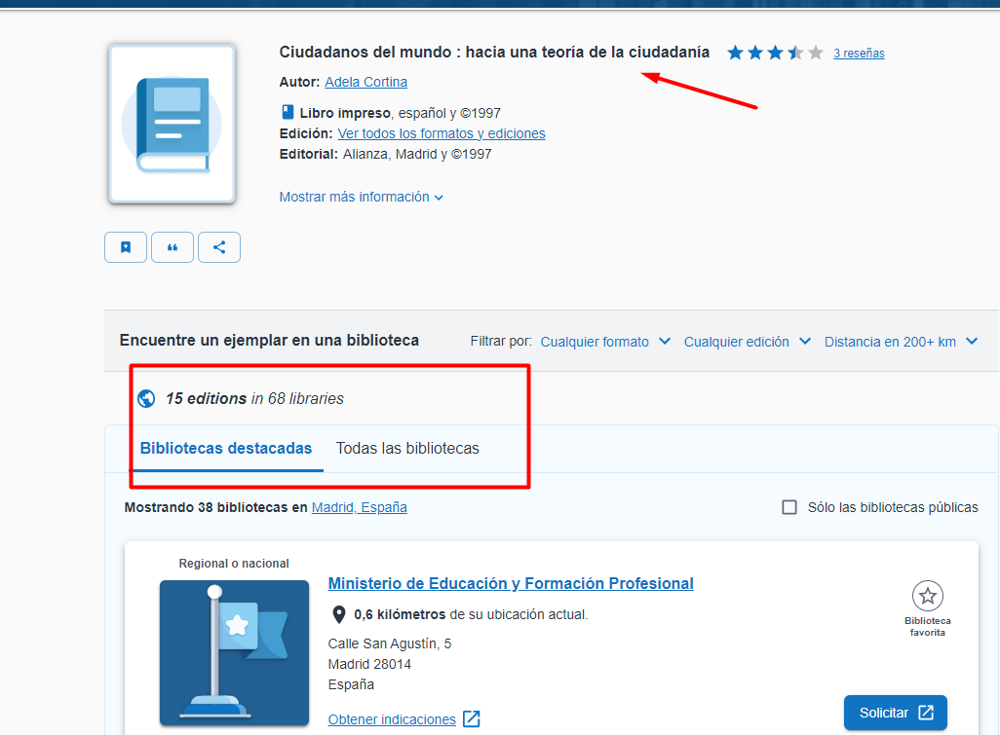 Ciudadanos del mundo : hacia una teoría de la ciudadanía
3 reseñas
Autor: Adela Cortina
Libro impreso, español y ©1997
Edición: Ver todos los formatos y ediciones
Editorial: Alianza, Madrid y ©1997
Mostrar más información
Encuentre un ejemplar en una biblioteca
Filtrar por: Cualquier formato Cualquier edición Distancia en 200+ km
15 editions in 68 libraries
Bibliotecas destacadas Todas las bibliotecas
Mostrando 38 bibliotecas en Madrid, España
Sólo las bibliotecas públicas
Regional o nacional
Ministerio de Educación y Formación Profesional
0,6 kilómetros de su ubicación actual.
Calle San Agustín, 5
Madrid 28014
España
Obtener indicaciones
Biblioteca
favorita
Solicitar